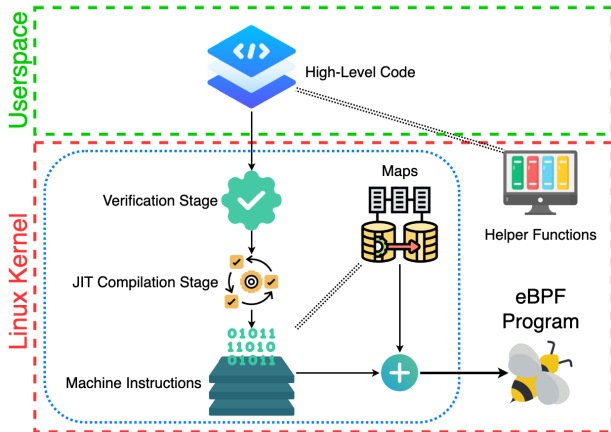 Userspace
</>
High-Level Code
Linux Kernel
Verification Stage
Maps
Helper Functions
JIT Compilation Stage
eBPF
Program
01011
11010
01011
Machine Instructions